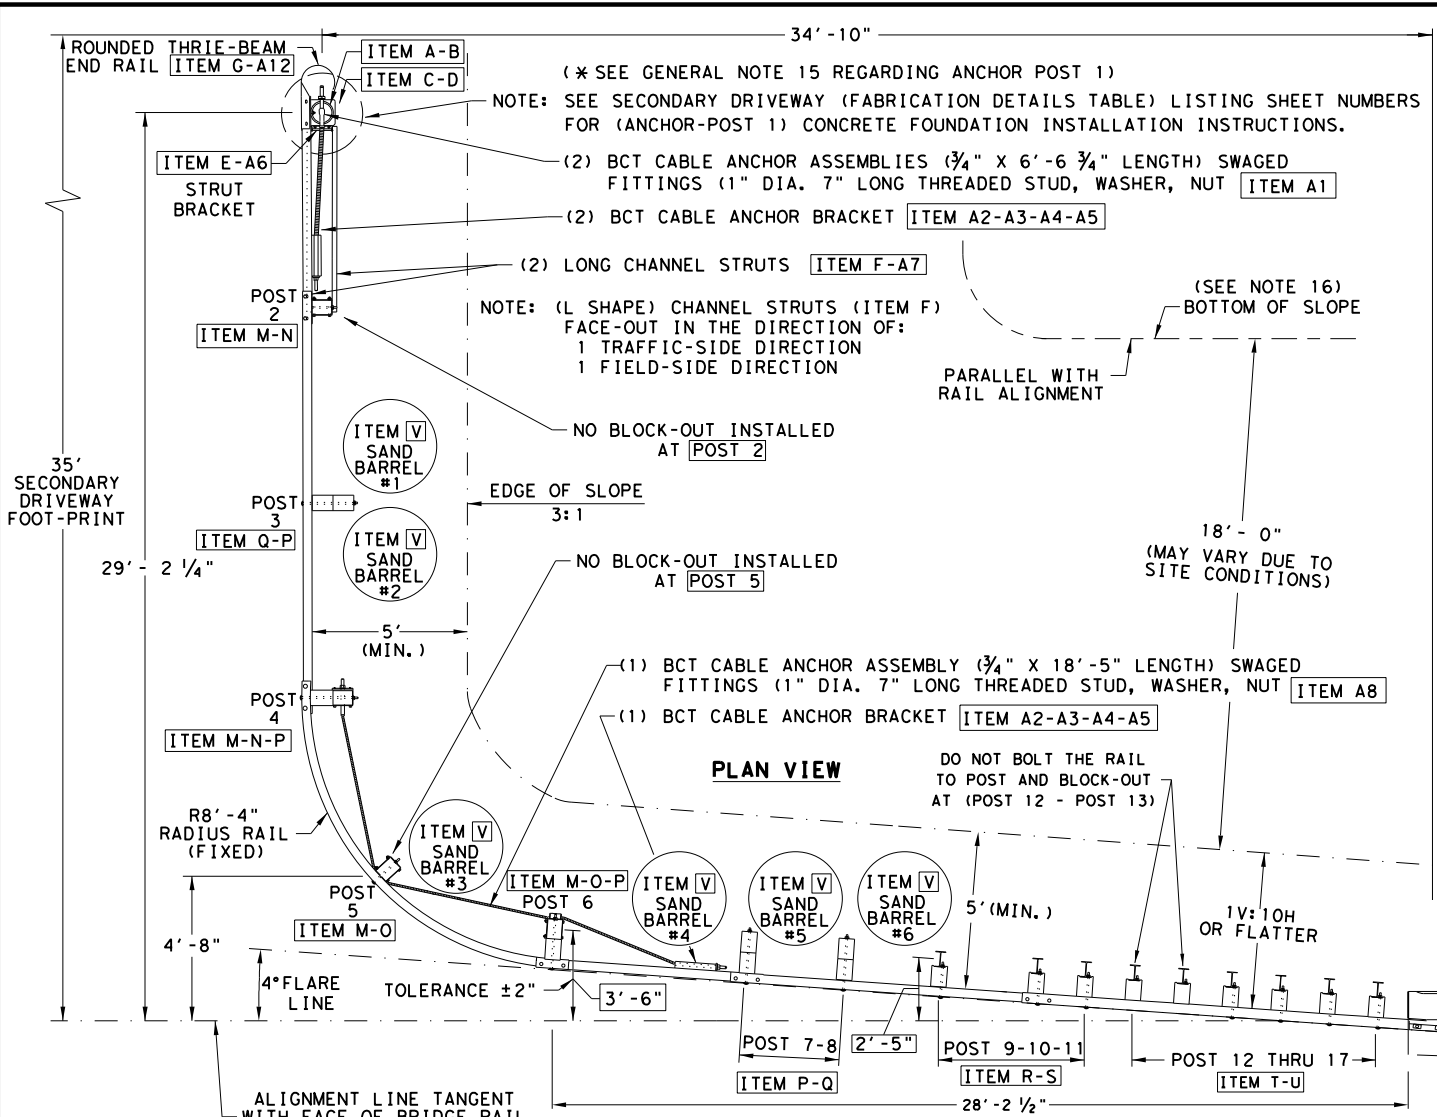 34'-10"
ROUNDED THRIE-BEAM
END RAIL ITEM G-A12
ITEM A-B
ITEM C-D
(* SEE GENERAL NOTE 15 REGARDING ANCHOR POST 1)
NOTE: SEE SECONDARY DRIVEWAY (FABRICATION DETAILS TABLE) LISTING SHEET NUMBERS
FOR (ANCHOR-POST 1) CONCRETE FOUNDATION INSTALLATION INSTRUCTIONS.
ITEM E-A6
STRUT
BRACKET
(2) BCT CABLE ANCHOR ASSEMBLIES (3/4" X 6'-6 3/4" LENGTH) SWAGED
FITTINGS (1" DIA. 7" LONG THREADED STUD, WASHER, NUT ITEM A1
(2) BCT CABLE ANCHOR BRACKET ITEM A2-A3-A4-A5
(2) LONG CHANNEL STRUTS ITEM F-A7
POST
2
ITEM M-N
NOTE: (L SHAPE) CHANNEL STRUTS (ITEM F)
FACE-OUT IN THE DIRECTION OF:
1 TRAFFIC-SIDE DIRECTION
1 FIELD-SIDE DIRECTION
(SEE NOTE 16)
BOTTOM OF SLOPE
PARALLEL WITH
RAIL ALIGNMENT
ITEM V
SAND
BARREL
#1
NO BLOCK-OUT INSTALLED
AT POST 2
35'
SECONDARY
DRIVEWAY
FOOT-PRINT
POST
3
ITEM Q-P
EDGE OF SLOPE
3:1
ITEM V
SAND
BARREL
#2
29'- 2 1/4"
NO BLOCK-OUT INSTALLED
AT POST 5
18'- 0"
(MAY VARY DUE TO
SITE CONDITIONS)
5'
(MIN.)
(1) BCT CABLE ANCHOR ASSEMBLY (3/4" X 18'-5" LENGTH) SWAGED
FITTINGS (1" DIA. 7" LONG THREADED STUD, WASHER, NUT ITEM A8
POST
4
ITEM M-N-P
(1) BCT CABLE ANCHOR BRACKET ITEM A2-A3-A4-A5
PLAN VIEW
DO NOT BOLT THE RAIL
TO POST AND BLOCK-OUT
AT (POST 12 - POST 13)
R8'-4"
RADIUS RAIL
(FIXED)
ITEM V
SAND
BARREL
#3
ITEM M-O-P
POST 6
ITEM V
SAND
BARREL
#4
ITEM V
SAND
BARREL
#5
ITEM V
SAND
BARREL
#6
5'(MIN.)
1V:10H
OR FLATTER
POST
5
ITEM M-O
4'-8"
4° FLARE
LINE
TOLERANCE ±2"
3'-6"
2'-5"
POST 7-8
ITEM P-Q
POST 9-10-11
ITEM R-S
POST 12 THRU 17
ITEM T-U
28'-2 1/2"
ALIGNMENT LINE TANGENT
WITH FACE OF BRIDGE RAIL